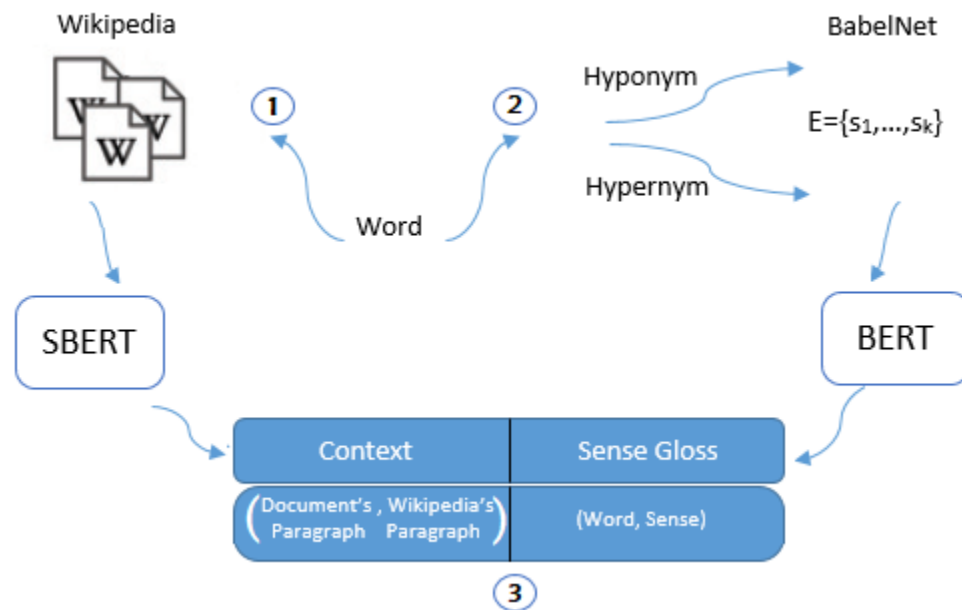 Wikipedia
BabelNet
W
W
W
1
2
Hyponym
E={s₁,...,sₖ}
Hypernym
Word
SBERT
BERT
Context
Sense Gloss
(Document's , Wikipedia's)
Paragraph Paragraph
(Word, Sense)
3